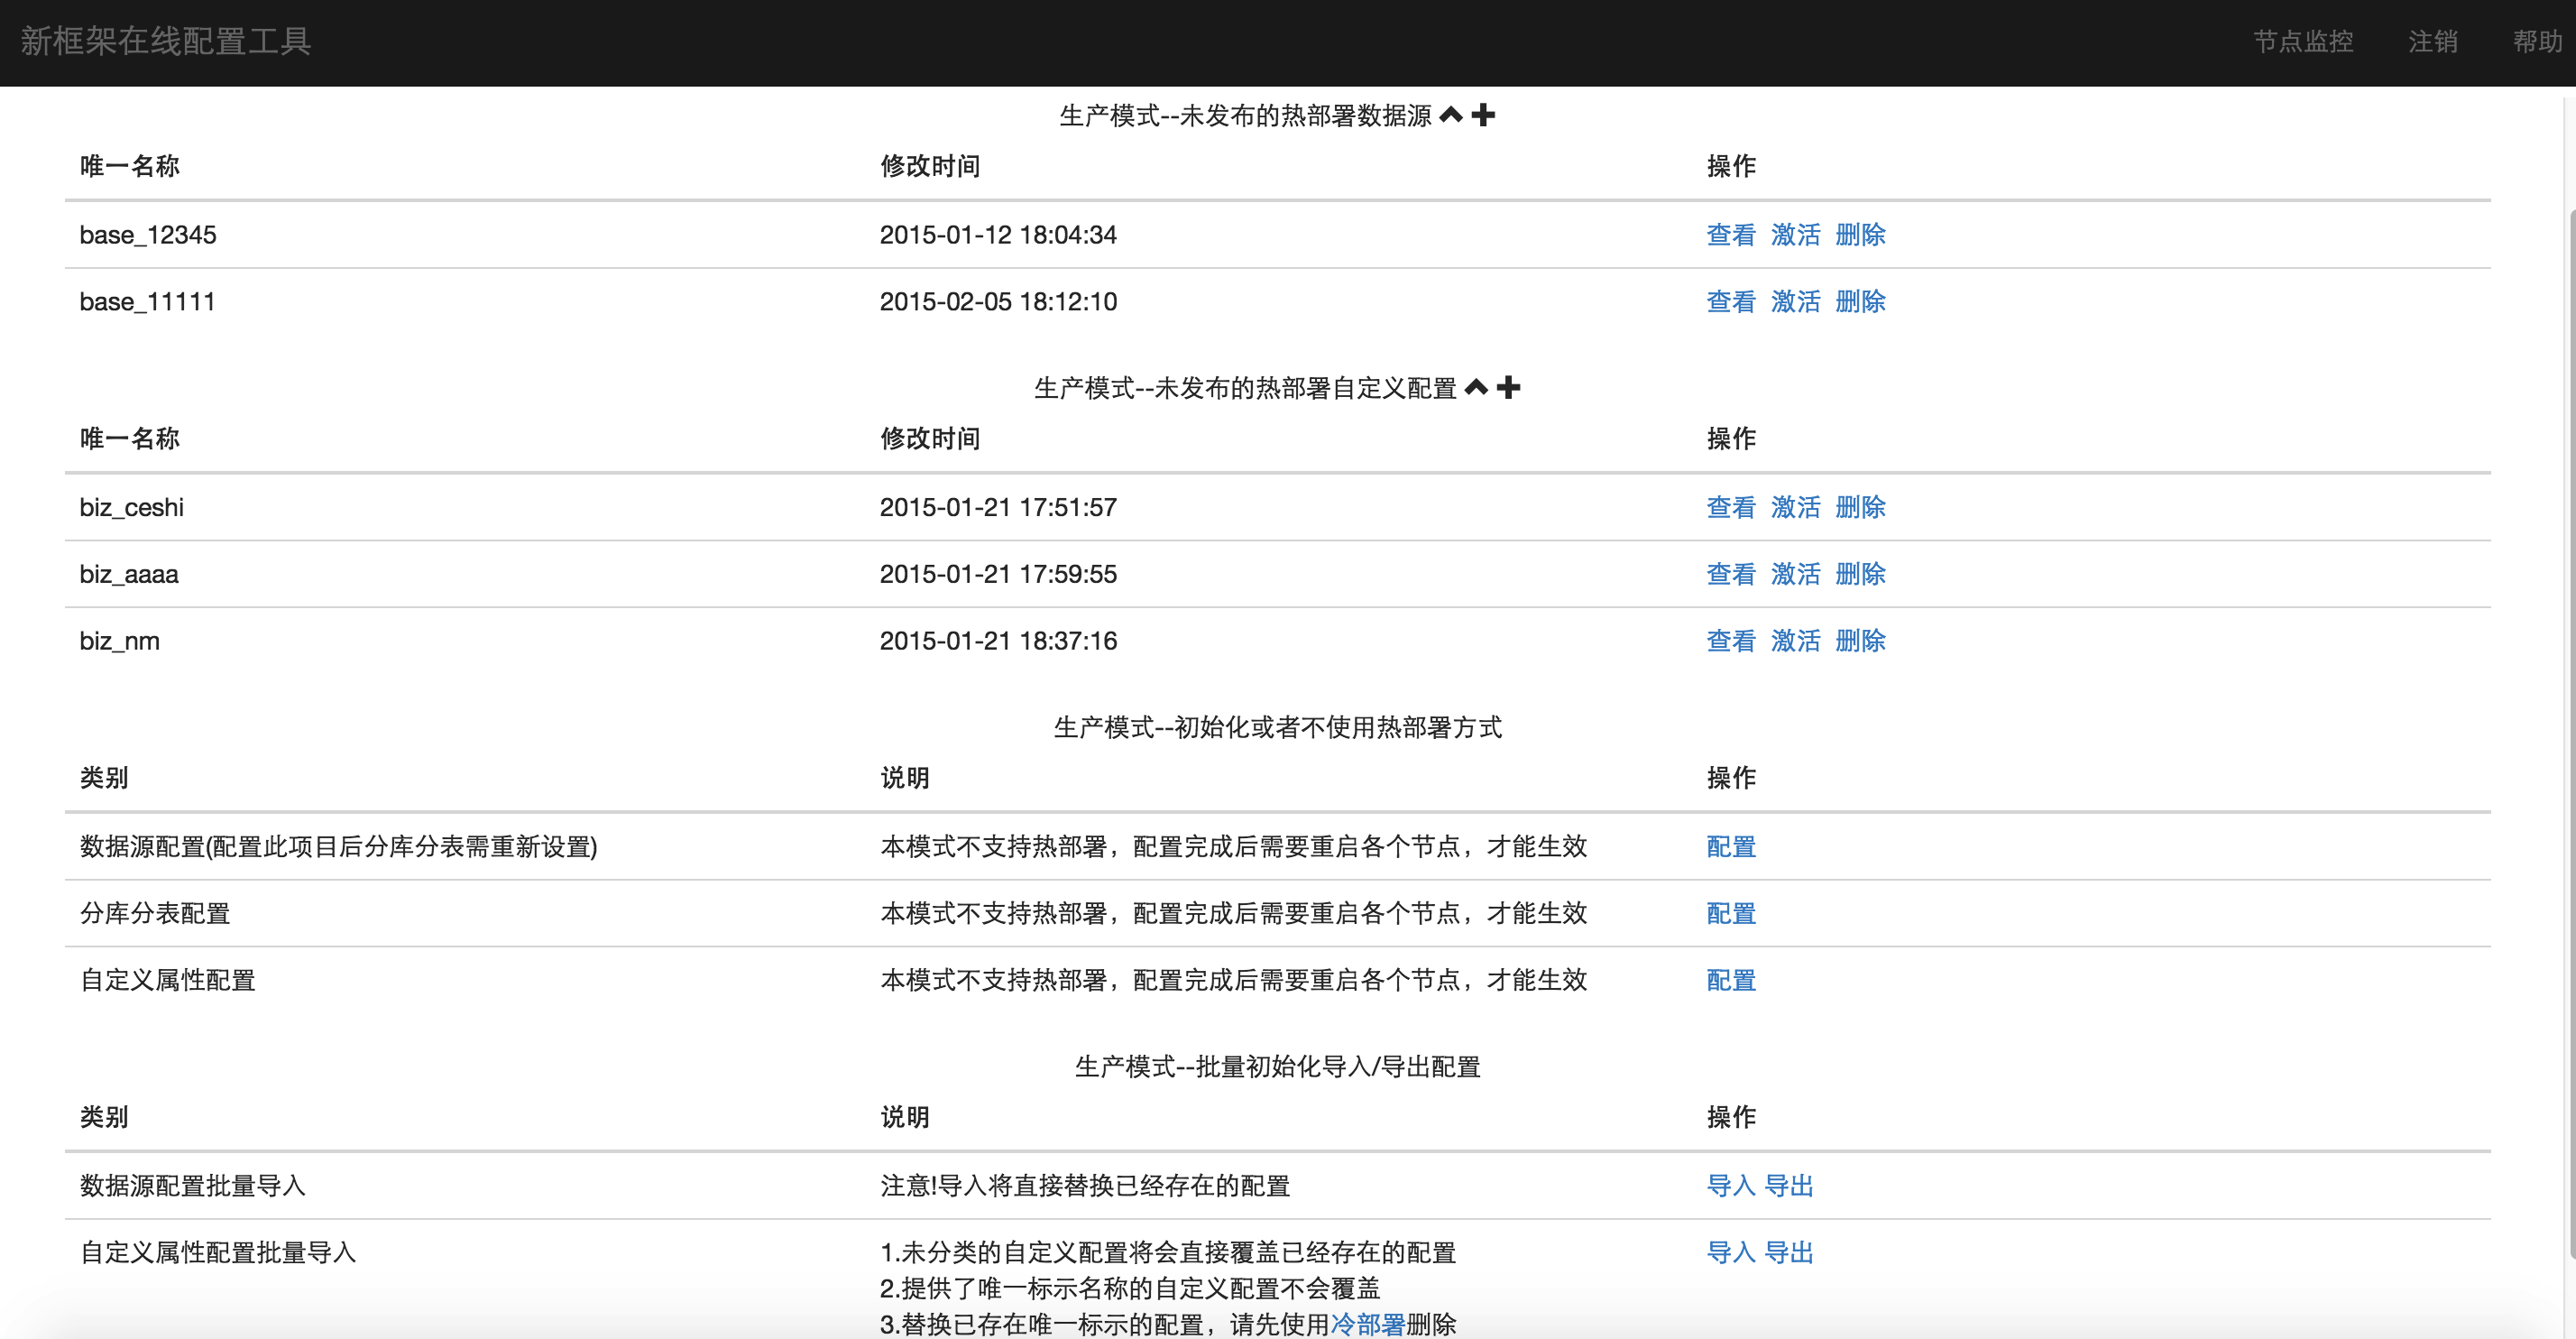 新框架在线配置工具 节点监控 注销 帮助
生产模式--未发布的热部署数据源
唯一名称 修改时间 操作
base_12345 2015-01-12 18:04:34 查看 激活 删除
base_11111 2015-02-05 18:12:10 查看 激活 删除
生产模式--未发布的热部署自定义配置
唯一名称 修改时间 操作
biz_ceshi 2015-01-21 17:51:57 查看 激活 删除
biz_aaaa 2015-01-21 17:59:55 查看 激活 删除
biz_nm 2015-01-21 18:37:16 查看 激活 删除
生产模式--初始化或者不使用热部署方式
类别 说明 操作
数据源配置(配置此项目后分库分表需重新设置) 本模式不支持热部署，配置完成后需要重启各个节点，才能生效 配置
分库分表配置 本模式不支持热部署，配置完成后需要重启各个节点，才能生效 配置
自定义属性配置 本模式不支持热部署，配置完成后需要重启各个节点，才能生效 配置
生产模式--批量初始化导入/导出配置
类别 说明 操作
数据源配置批量导入 注意!导入将直接替换已经存在的配置 导入 导出
自定义属性配置批量导入 1.未分类的自定义配置将会直接覆盖已经存在的配置 导入 导出
2.提供了唯一标示名称的自定义配置不会覆盖
3.替换已存在唯一标示的配置，请先使用冷部署删除